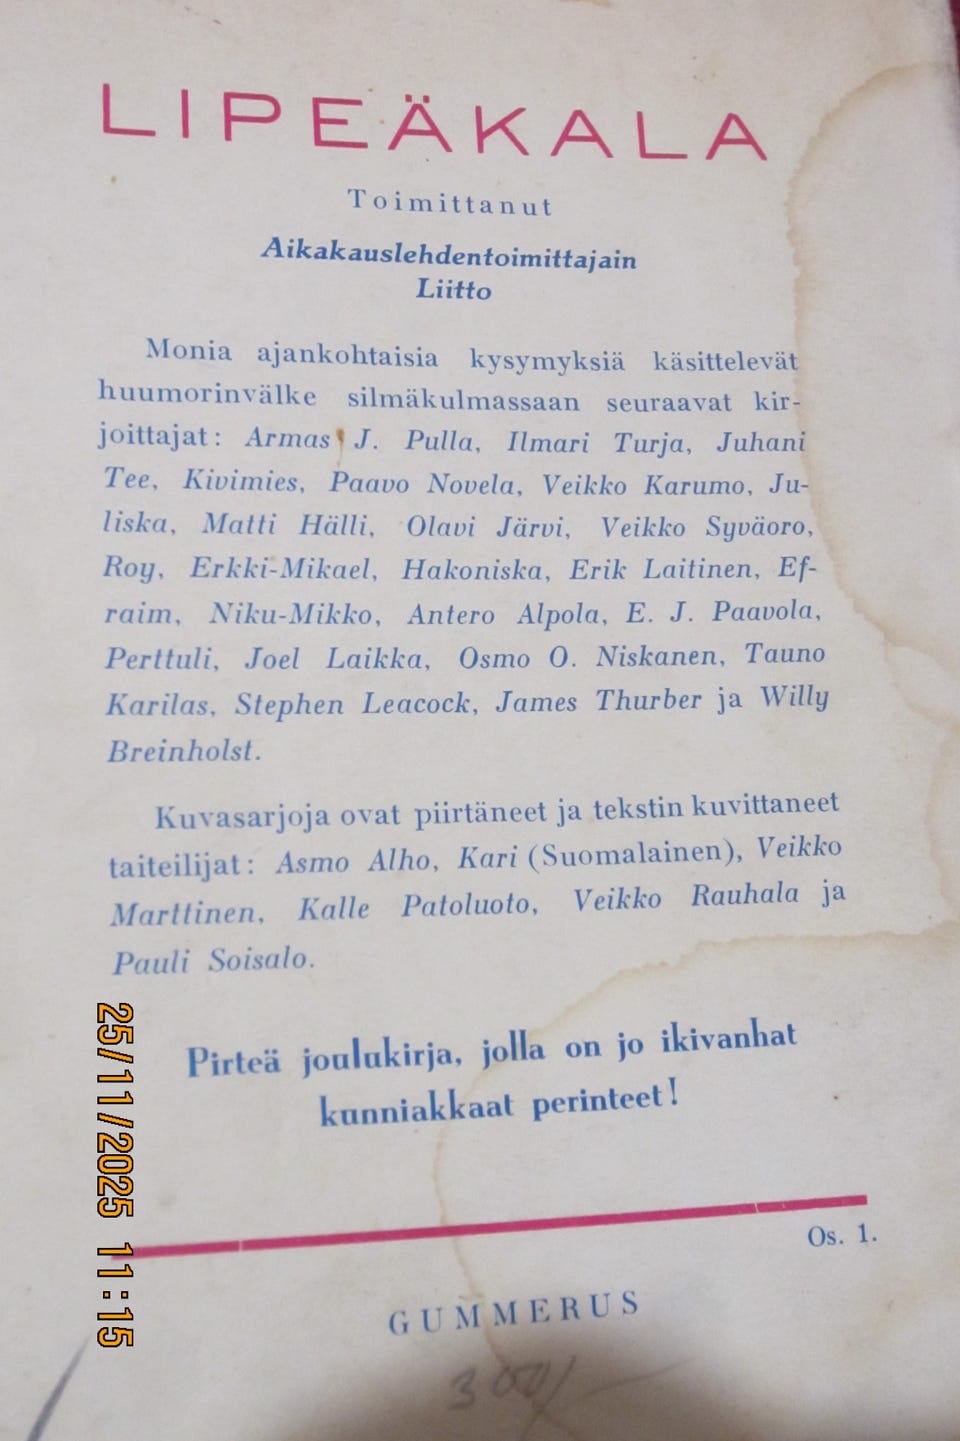 LIPEÄKALA
Toimittanut
Aikakauslehdentoimittajain
Liitto
Monia ajankohtaisia kysymyksiä käsittelevät
huumorinvälke silmäkulmassaan seuraavat kir-
joittajat: Armas J. Pulla, Ilmari Turja, Juhani
Tee, Kivimies, Paavo Novela, Veikko Karumo, Ju-
liska, Matti Hälli, Olavi Järvi, Veikko Syväoro,
Roy, Erkki-Mikael, Hakoniska, Erik Laitinen, Ef-
raim, Niku-Mikko, Antero Alpola, E. J. Paavola,
Perttuli, Joel Laikka, Osmo O. Niskanen, Tauno
Karilas, Stephen Leacock, James Thurber ja Willy
Breinholst.
Kuvasarjoja ovat piirtäneet ja tekstin kuvittaneet
taiteilijat: Asmo Alho, Kari (Suomalainen), Veikko
Marttinen, Kalle Patoluoto, Veikko Rauhala ja
Pauli Soisalo.
Pirteä joulukirja, jolla on jo ikivanhat
kunniakkaat perinteet!
Os. 1.
GUMMERUS
300/-
25/11/2025 11:15